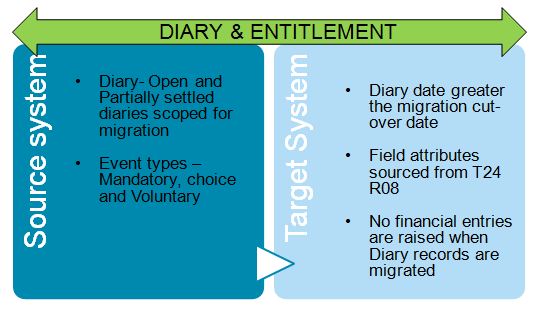 DIARY & ENTITLEMENT
Source system
• Diary- Open and
Partially settled
diaries scoped for
migration
• Event types –
Mandatory, choice
and Voluntary
Target System
• Diary date greater
the migration cut-
over date
• Field attributes
sourced from T24
R08
• No financial entries
are raised when
Diary records are
migrated